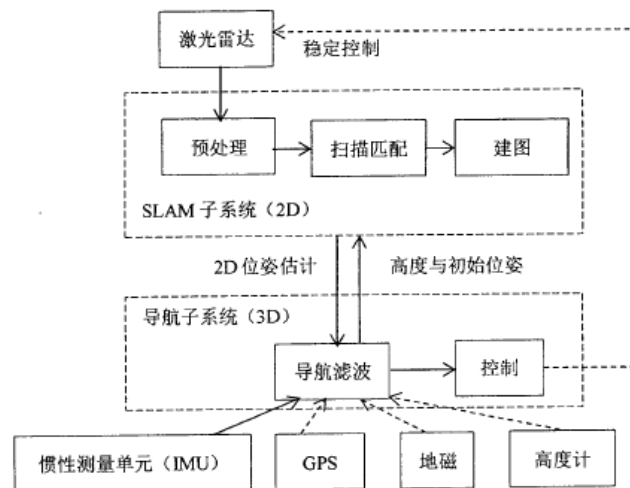 激光雷达
稳定控制
预处理
扫描匹配
建图
SLAM 子系统（2D）
2D 位姿估计
高度与初始位姿
导航子系统（3D）
导航滤波
控制
惯性测量单元（IMU）
GPS
地磁
高度计